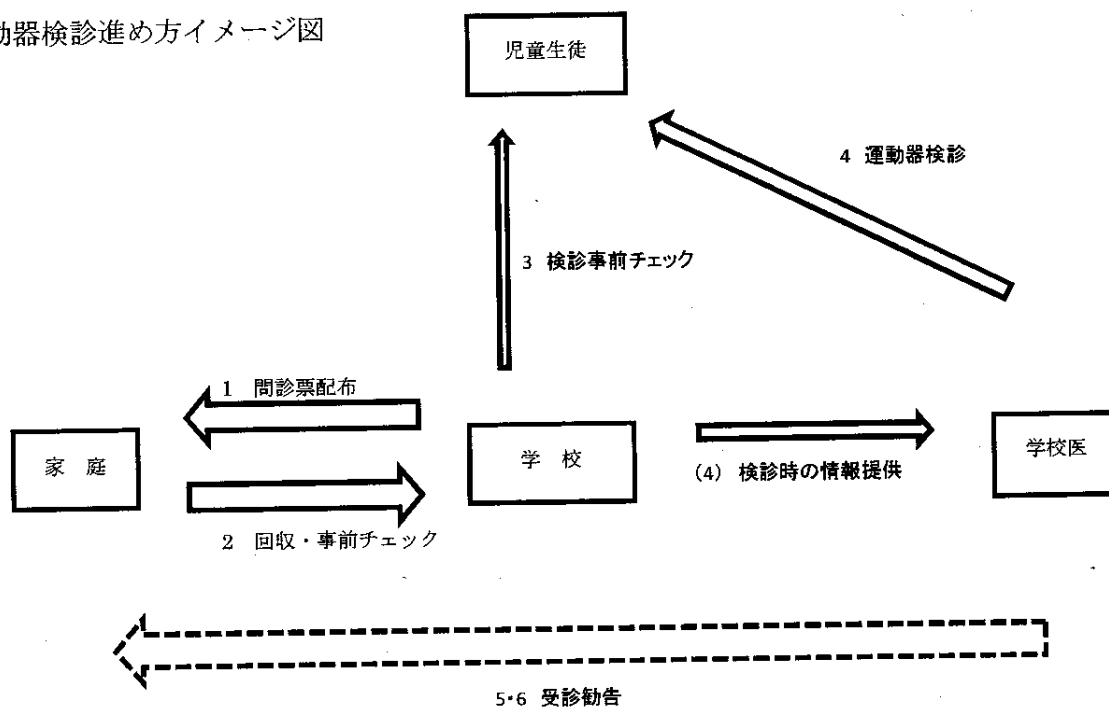 動器検診進め方イメージ図
児童生徒
4 運動器検診
3 検診事前チェック
1 問診票配布
家 庭
学 校
学校医
(4) 検診時の情報提供
2 回収・事前チェック
5・6 受診勧告